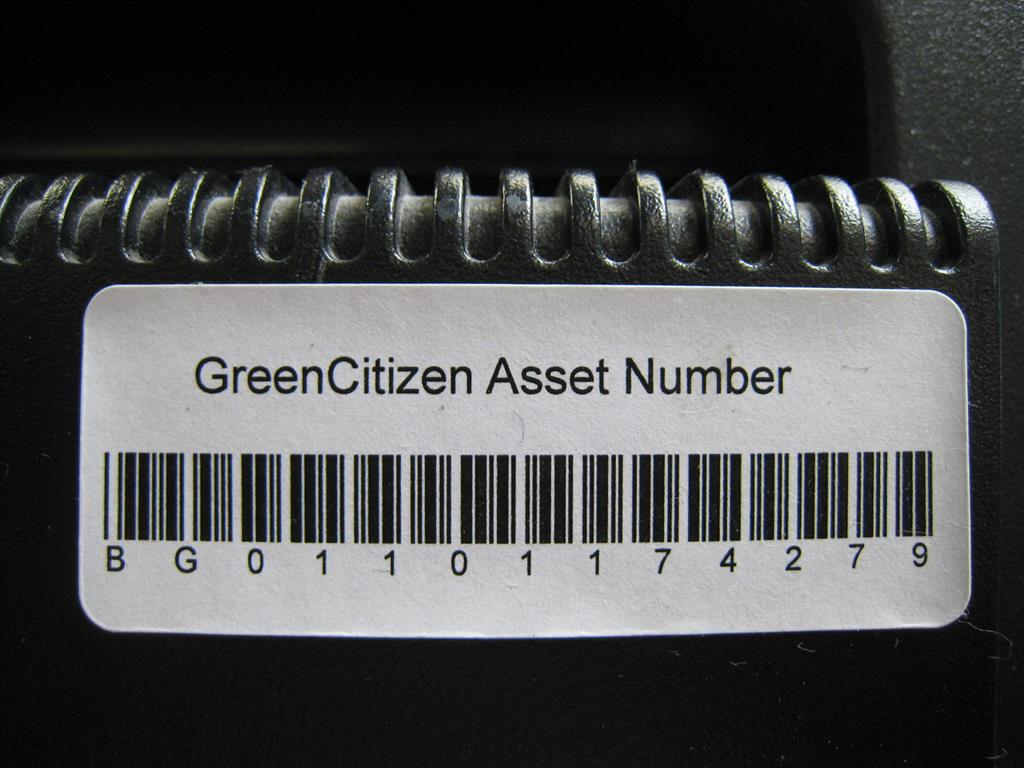 GreenCitizen Asset Number
B G 0 1 1 0 1 1 7 4 2 7 9